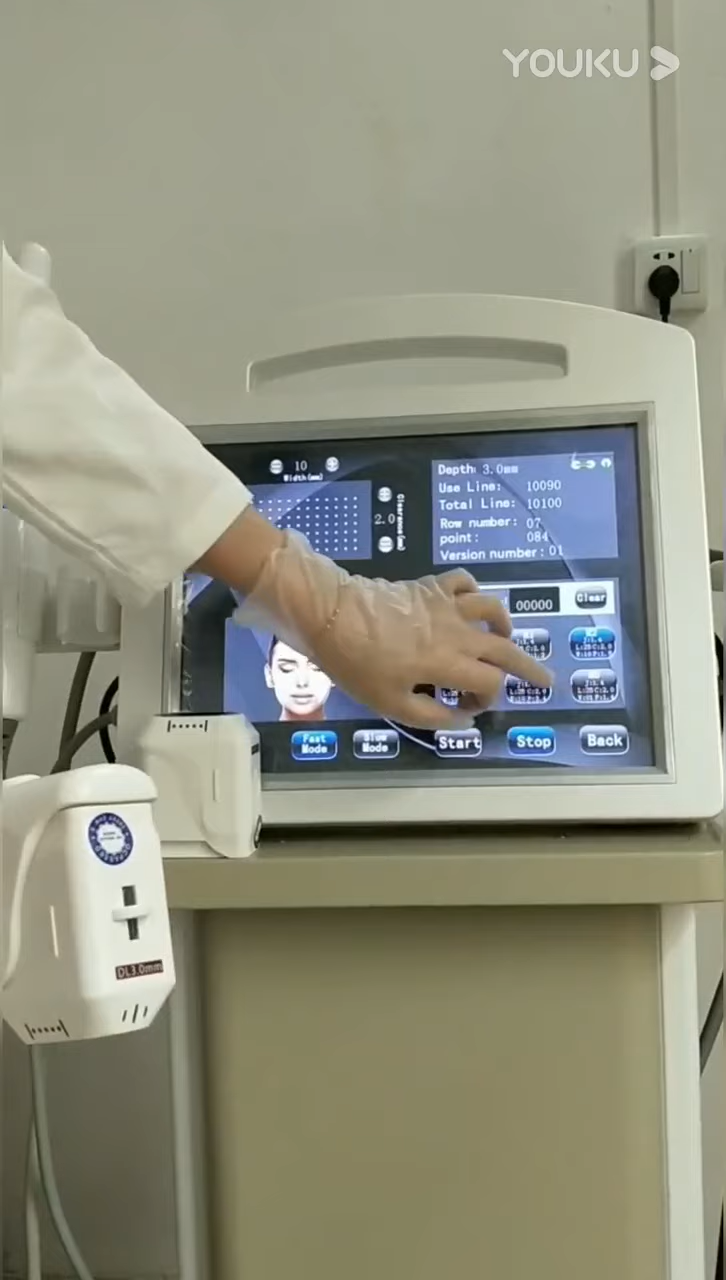 YOUKU
10
Width(mm)
2.0
Clearance(mm)
Depth: 3.0mm
Use Line: 10090
Total Line: 10100
Row number: 07
point: 084
Version number: 01
00000
Clear
Fast
Mode
Slow
Mode
Start
Stop
Back
DL3.0mm